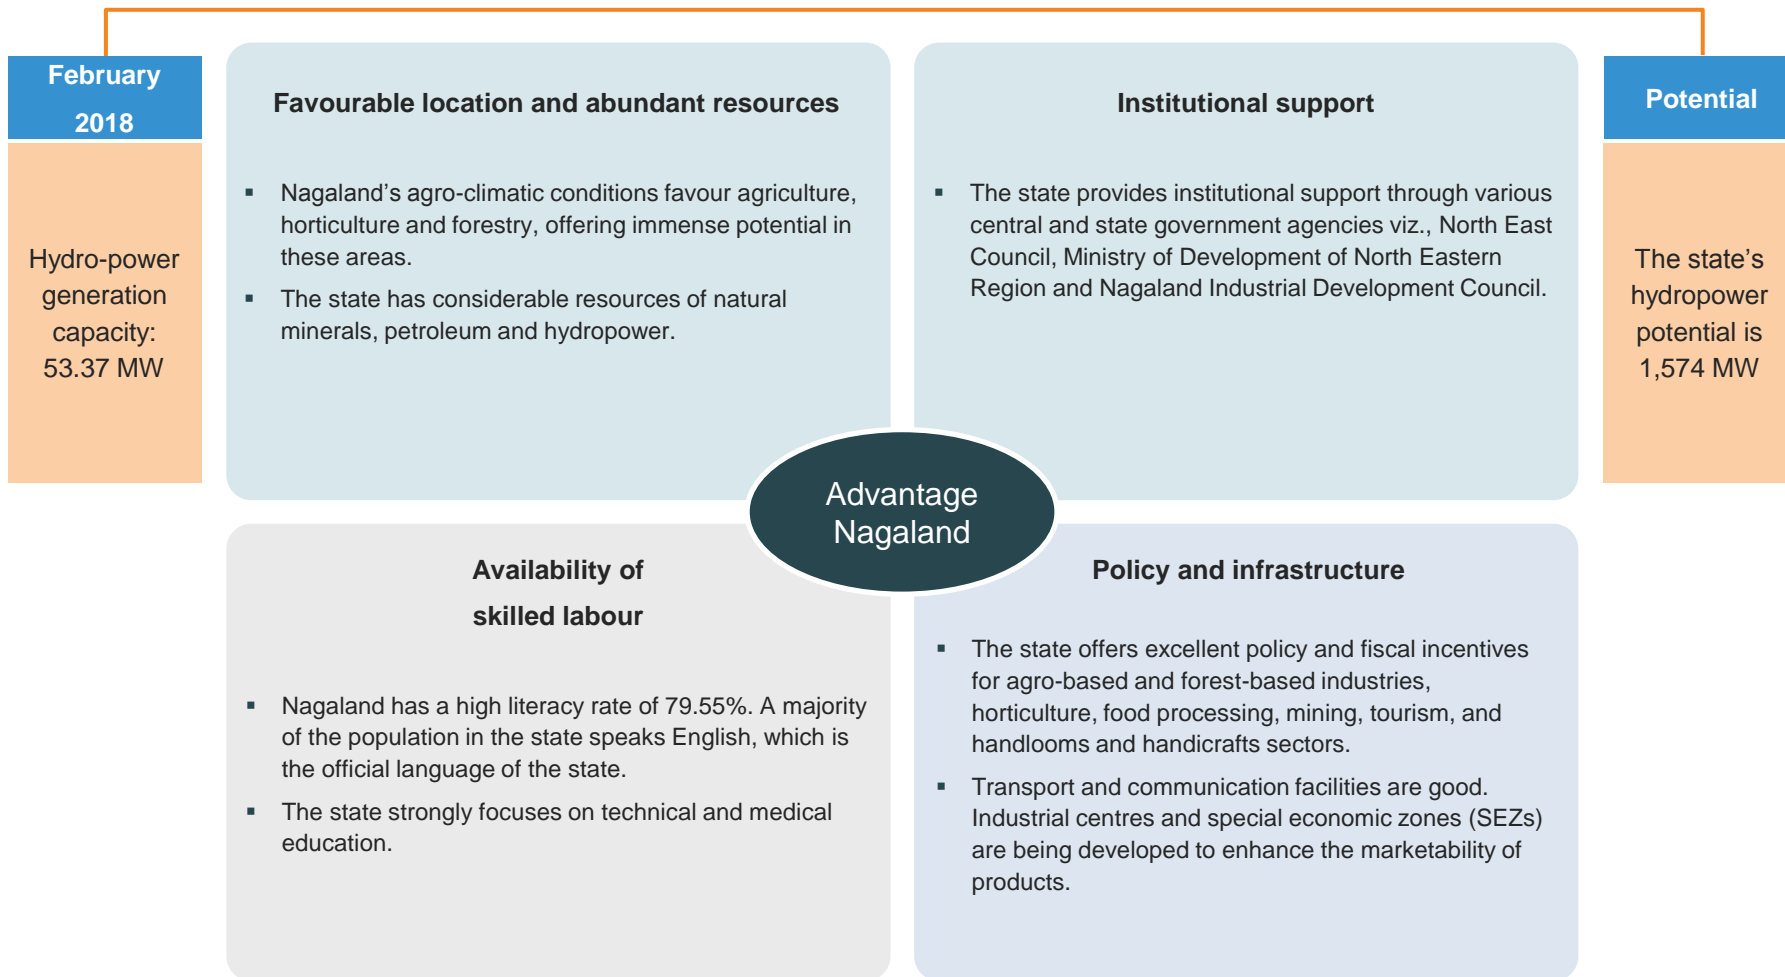 February
2018
Hydro-power
generation
capacity:
53.37 MW
Favourable location and abundant resources
▪ Nagaland’s agro-climatic conditions favour agriculture,
horticulture and forestry, offering immense potential in
these areas.
▪ The state has considerable resources of natural
minerals, petroleum and hydropower.
Institutional support
▪ The state provides institutional support through various
central and state government agencies viz., North East
Council, Ministry of Development of North Eastern
Region and Nagaland Industrial Development Council.
Potential
The state’s
hydropower
potential is
1,574 MW
Advantage
Nagaland
Availability of
skilled labour
▪ Nagaland has a high literacy rate of 79.55%. A majority
of the population in the state speaks English, which is
the official language of the state.
▪ The state strongly focuses on technical and medical
education.
Policy and infrastructure
▪ The state offers excellent policy and fiscal incentives
for agro-based and forest-based industries,
horticulture, food processing, mining, tourism, and
handlooms and handicrafts sectors.
▪ Transport and communication facilities are good.
Industrial centres and special economic zones (SEZs)
are being developed to enhance the marketability of
products.